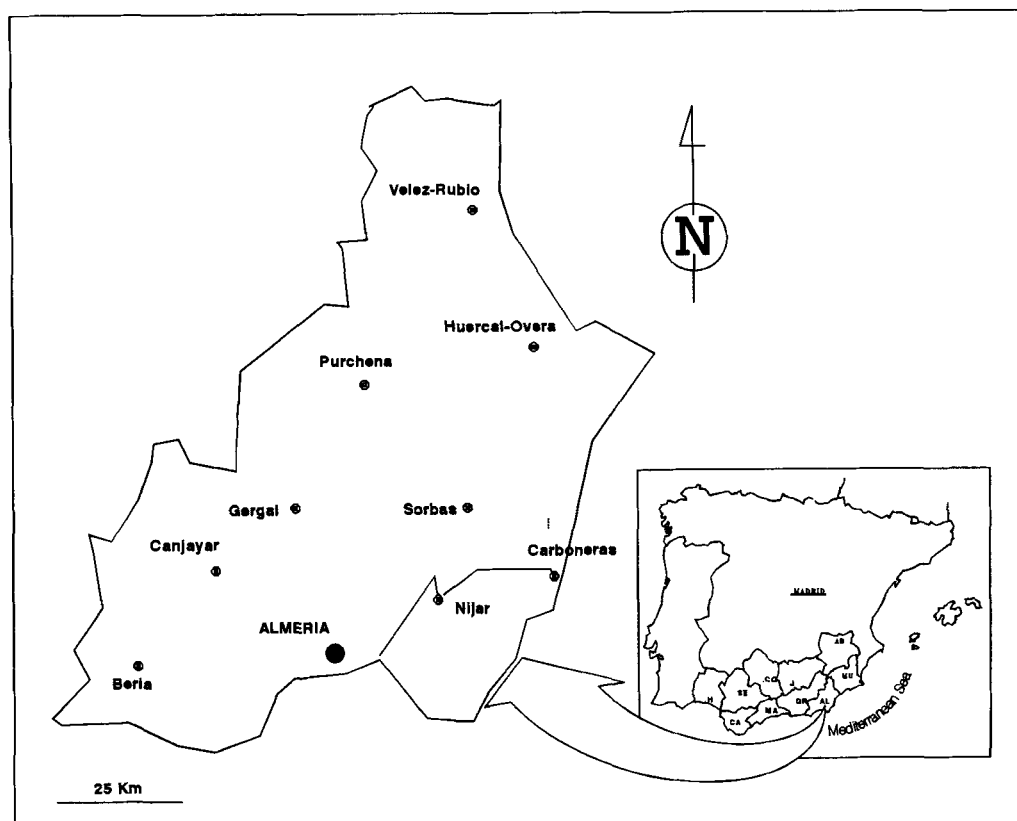 Velez-Rubio
N
Huercal-Overa
Purchena
Gergal
Sorbas
Canjayar
Carboneras
Nijar
ALMERIA
Beria
25 Km
MADRID
AB
MU
CO
J
SE
H
GR
AL
MA
CA
Mediterranean Sea